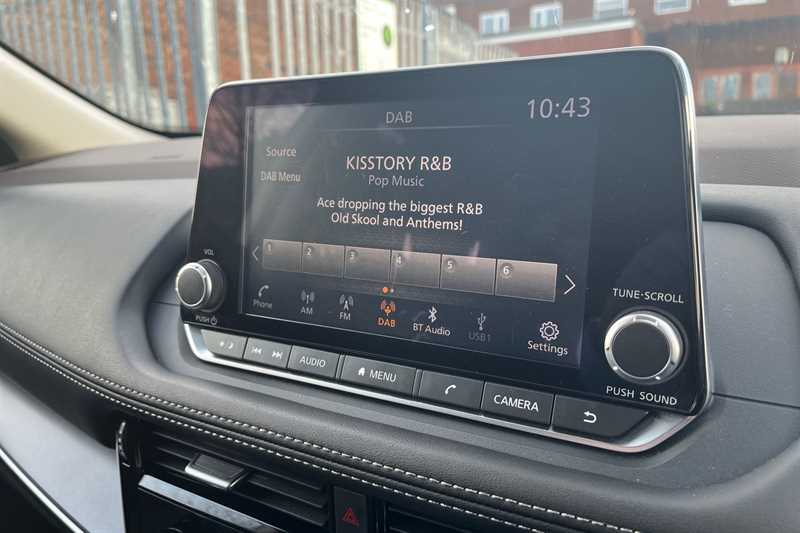 DAB
10:43
Source
DAB Menu
KISSTORY R&B
Pop Music
Ace dropping the biggest R&B
Old Skool and Anthems!
1 2 3 4 5 6
Phone AM FM DAB BT Audio USB1 Settings
VOL
PUSH
TUNE·SCROLL
PUSH SOUND
AUDIO MENU CAMERA